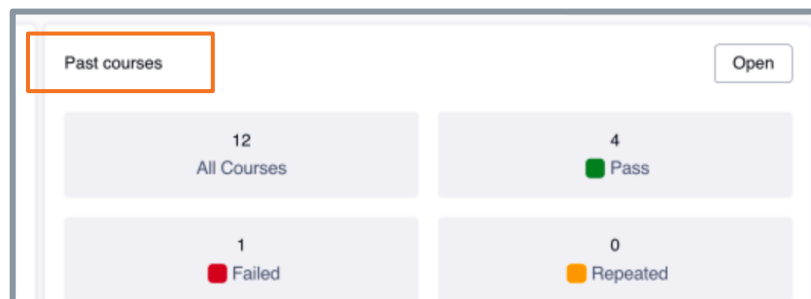 Past courses
Open
12
All Courses
4
Pass
1
Failed
0
Repeated